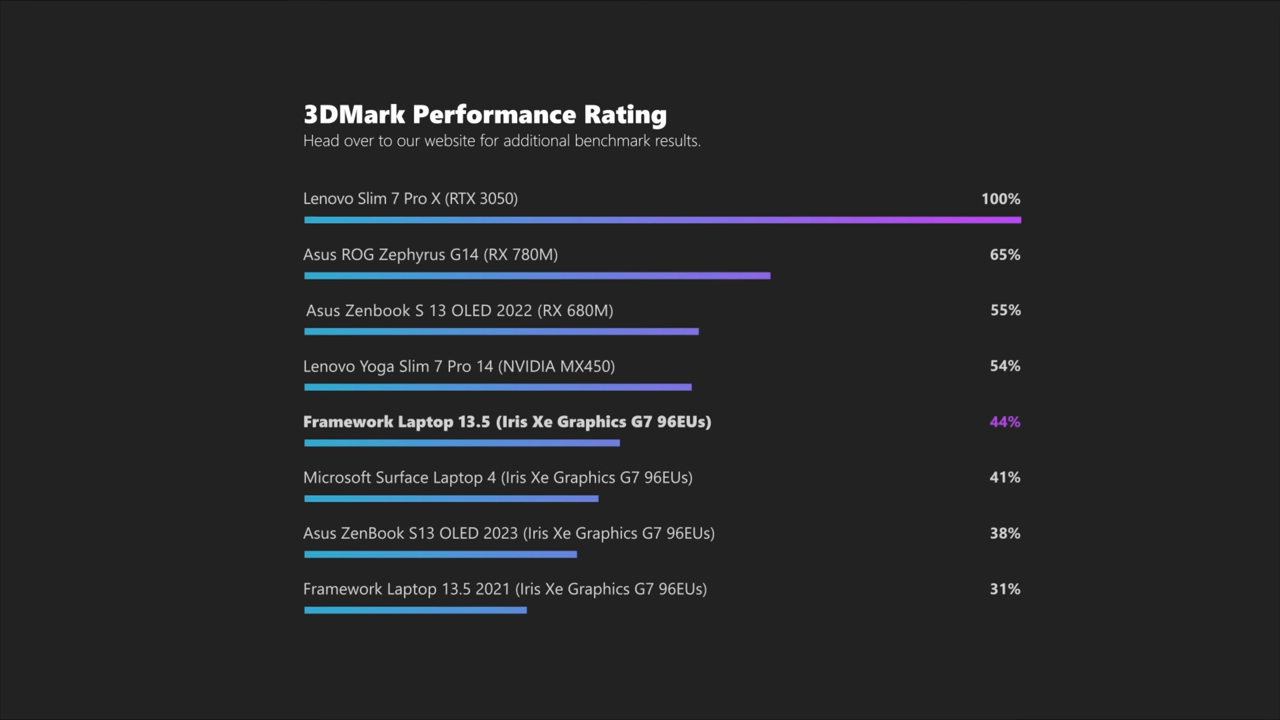 3DMark Performance Rating
Head over to our website for additional benchmark results.
Lenovo Slim 7 Pro X (RTX 3050) 100%
Asus ROG Zephyrus G14 (RX 780M) 65%
Asus Zenbook S 13 OLED 2022 (RX 680M) 55%
Lenovo Yoga Slim 7 Pro 14 (NVIDIA MX450) 54%
Framework Laptop 13.5 (Iris Xe Graphics G7 96EUs) 44%
Microsoft Surface Laptop 4 (Iris Xe Graphics G7 96EUs) 41%
Asus ZenBook S13 OLED 2023 (Iris Xe Graphics G7 96EUs) 38%
Framework Laptop 13.5 2021 (Iris Xe Graphics G7 96EUs) 31%